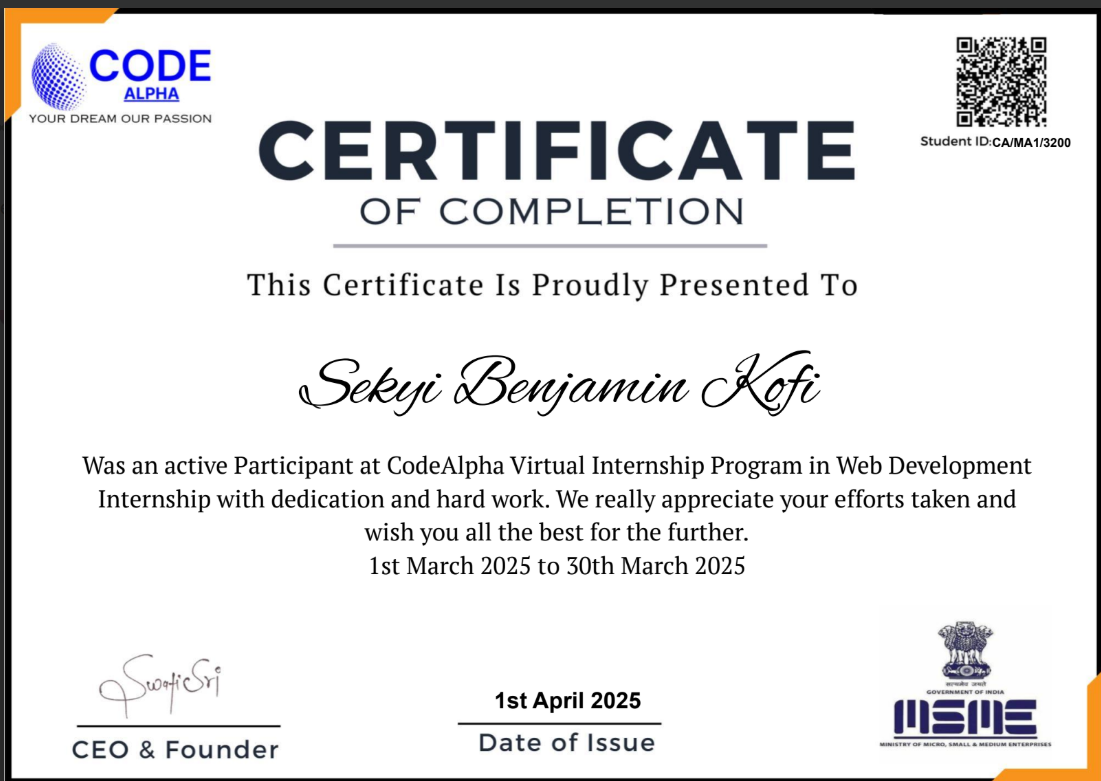 CODE
ALPHA
YOUR DREAM OUR PASSION
Student ID:CA/MA1/3200
CERTIFICATE
OF COMPLETION
This Certificate Is Proudly Presented To
Sekyi Benjamin Kofi
Was an active Participant at CodeAlpha Virtual Internship Program in Web Development
Internship with dedication and hard work. We really appreciate your efforts taken and
wish you all the best for the further.
1st March 2025 to 30th March 2025
SwatiSri
CEO & Founder
1st April 2025
Date of Issue
सत्यमेव जयते
GOVERNMENT OF INDIA
MSME
MINISTRY OF MICRO, SMALL & MEDIUM ENTERPRISES